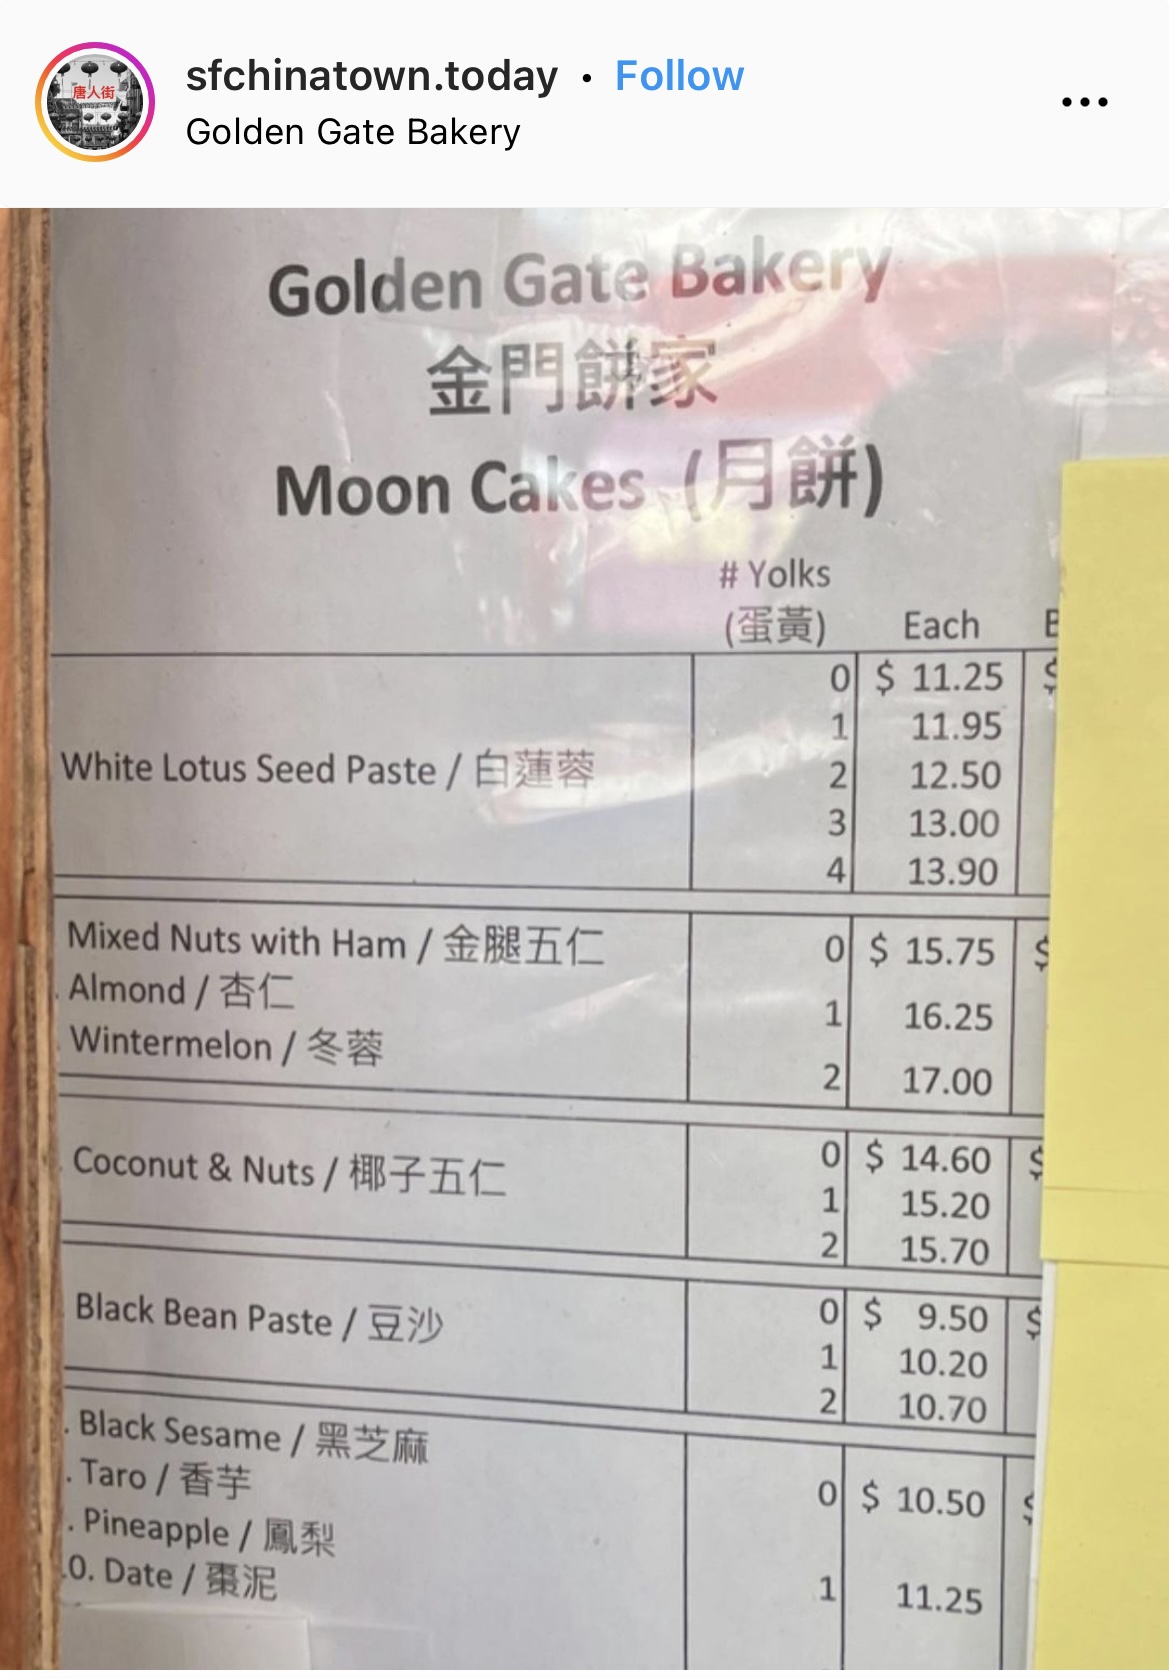 唐人街
sfchinatown.today • Follow
Golden Gate Bakery
Golden Gate Bakery
金門餅家
Moon Cakes (月餅)
# Yolks
(蛋黃) Each
White Lotus Seed Paste / 白蓮蓉
0 $ 11.25 $
1 11.95
2 12.50
3 13.00
4 13.90
Mixed Nuts with Ham / 金腿五仁
Almond / 杏仁
Wintermelon / 冬蓉
0 $ 15.75 $
1 16.25
2 17.00
Coconut & Nuts / 椰子五仁
0 $ 14.60 $
1 15.20
2 15.70
Black Bean Paste / 豆沙
0 $ 9.50 $
1 10.20
2 10.70
. Black Sesame / 黑芝麻
. Taro / 香芋
. Pineapple / 鳳梨
0. Date / 棗泥
0 $ 10.50
1 11.25